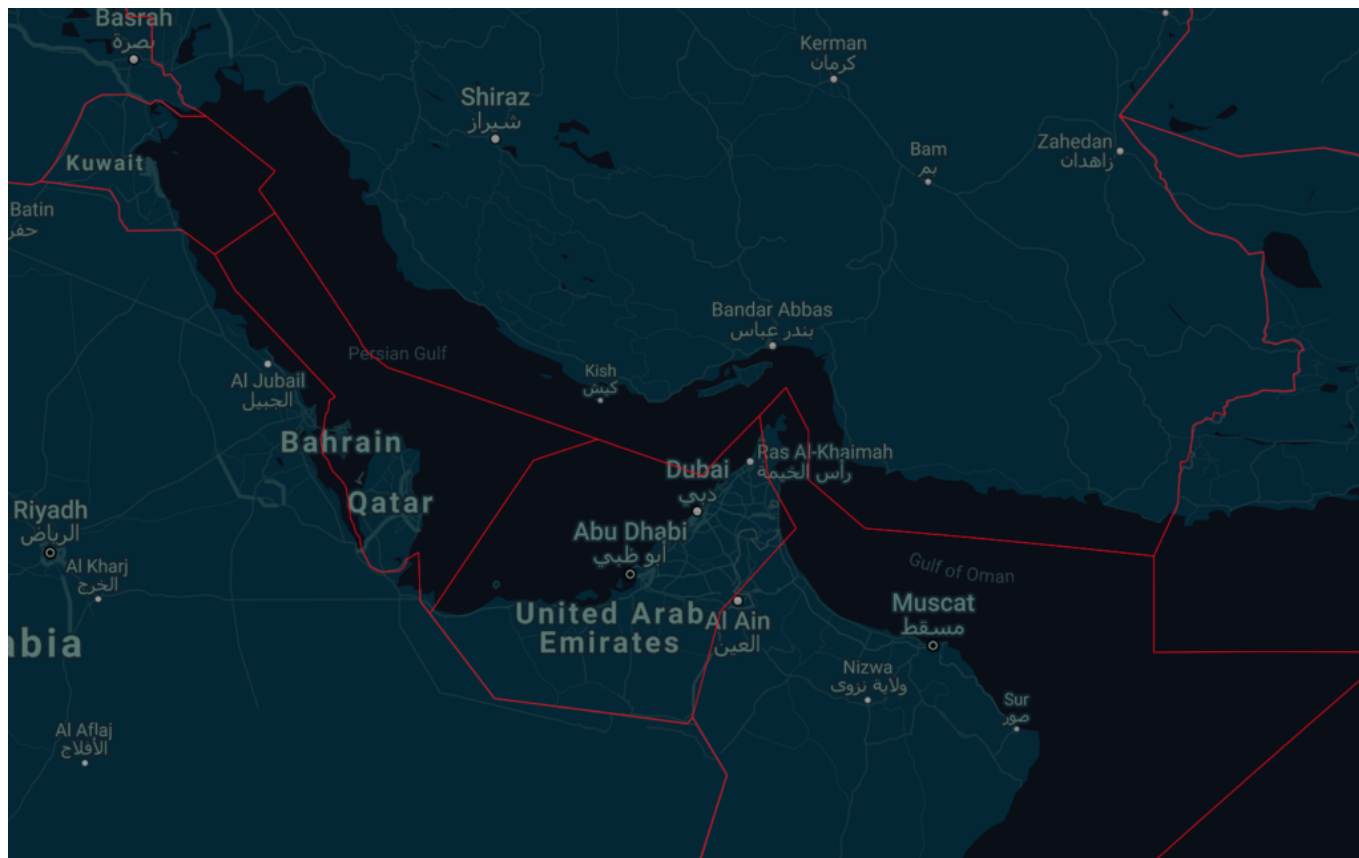 Basrah
بصرة
Kerman
كرمان
Shiraz
شیراز
Kuwait
Zahedan
زاهدان
Bam
بم
Batin
حفر
Bandar Abbas
بندر عباس
Persian Gulf
Kish
كيش
Al Jubail
الجبيل
Bahrain
Ras Al-Khaimah
رأس الخيمة
Dubai
دبي
Qatar
Riyadh
الرياض
Abu Dhabi
أبو ظبي
Al Kharj
الخرج
Gulf of Oman
Muscat
مسقط
United Arab
Emirates
Al Ain
العين
abia
Nizwa
ولاية نزوى
Sur
صور
Al Aflaj
الأفلاج